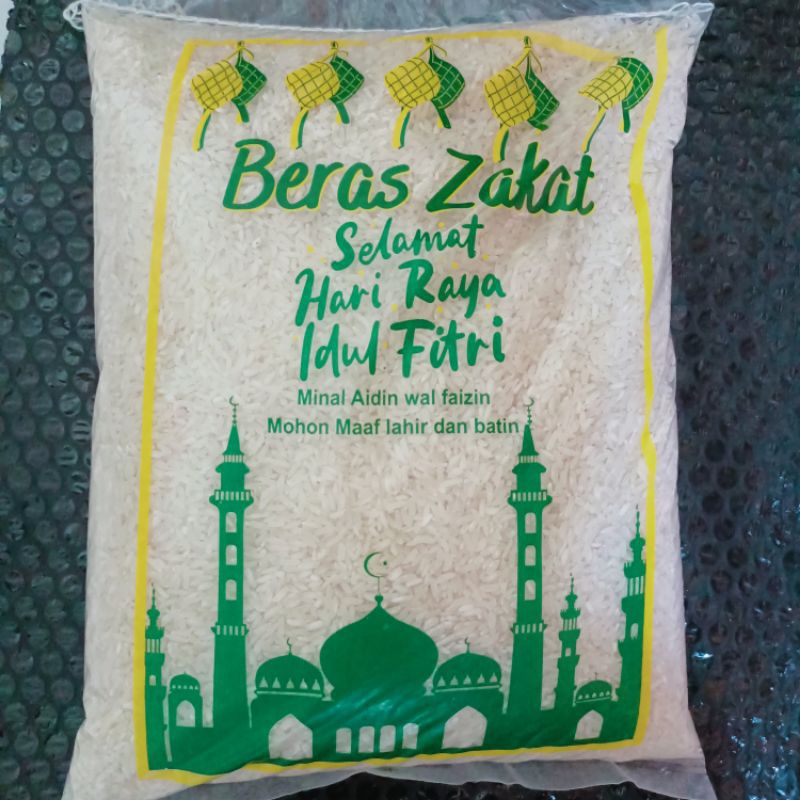 Beras Zakat
Selamat
Hari Raya
Idul Fitri
Minal Aidin wal faizin
Mohon Maaf lahir dan batin